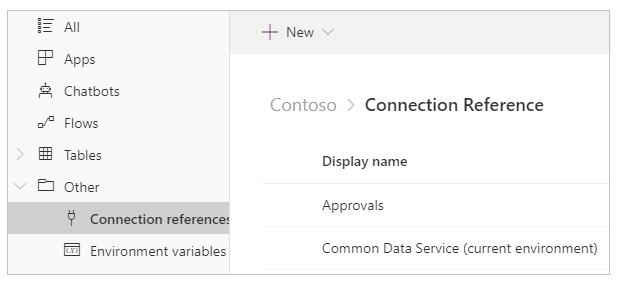 All
Apps
Chatbots
Flows
Tables
Other
Connection references
Environment variables
New
Contoso > Connection Reference
Display name
Approvals
Common Data Service (current environment)